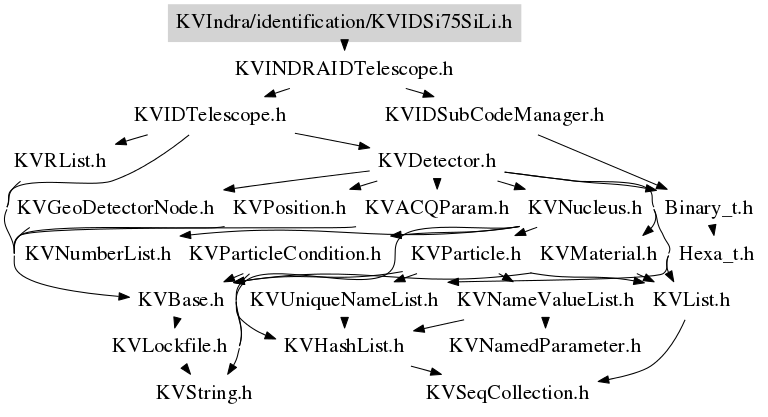 KVIndra/identification/KVIDSi75SiLi.h
KVINDRAIDTelescope.h
KVIDTelescope.h
KVIDSubCodeManager.h
KVRList.h
KVDetector.h
KVGeoDetectorNode.h
KVPosition.h
KVACQParam.h
KVNucleus.h
Binary_t.h
KVNumberList.h
KVParticleCondition.h
KVParticle.h
KVMaterial.h
Hexa_t.h
KVBase.h
KVUniqueNameList.h
KVNameValueList.h
KVList.h
KVLockfile.h
KVHashList.h
KVNamedParameter.h
KVString.h
KVSeqCollection.h